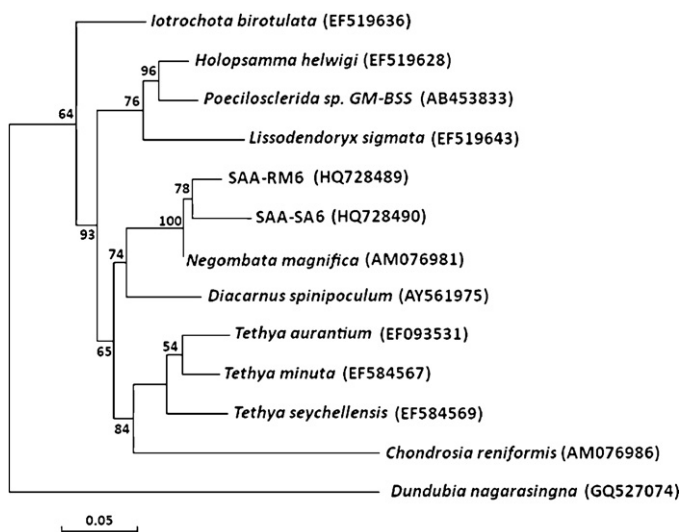 Iotrochota birotulata (EF519636)
Holopsamma helwigi (EF519628)
96
Poecilosclerida sp. GM-BSS (AB453833)
76
64
Lissodendoryx sigmata (EF519643)
SAA-RM6 (HQ728489)
78
SAA-SA6 (HQ728490)
100
93
74
Negombata magnifica (AM076981)
Diacarnus spinipoculum (AY561975)
Tethya aurantium (EF093531)
54
65
Tethya minuta (EF584567)
Tethya seychellensis (EF584569)
84
Chondrosia reniformis (AM076986)
Dundubia nagarasingna (GQ527074)
0.05